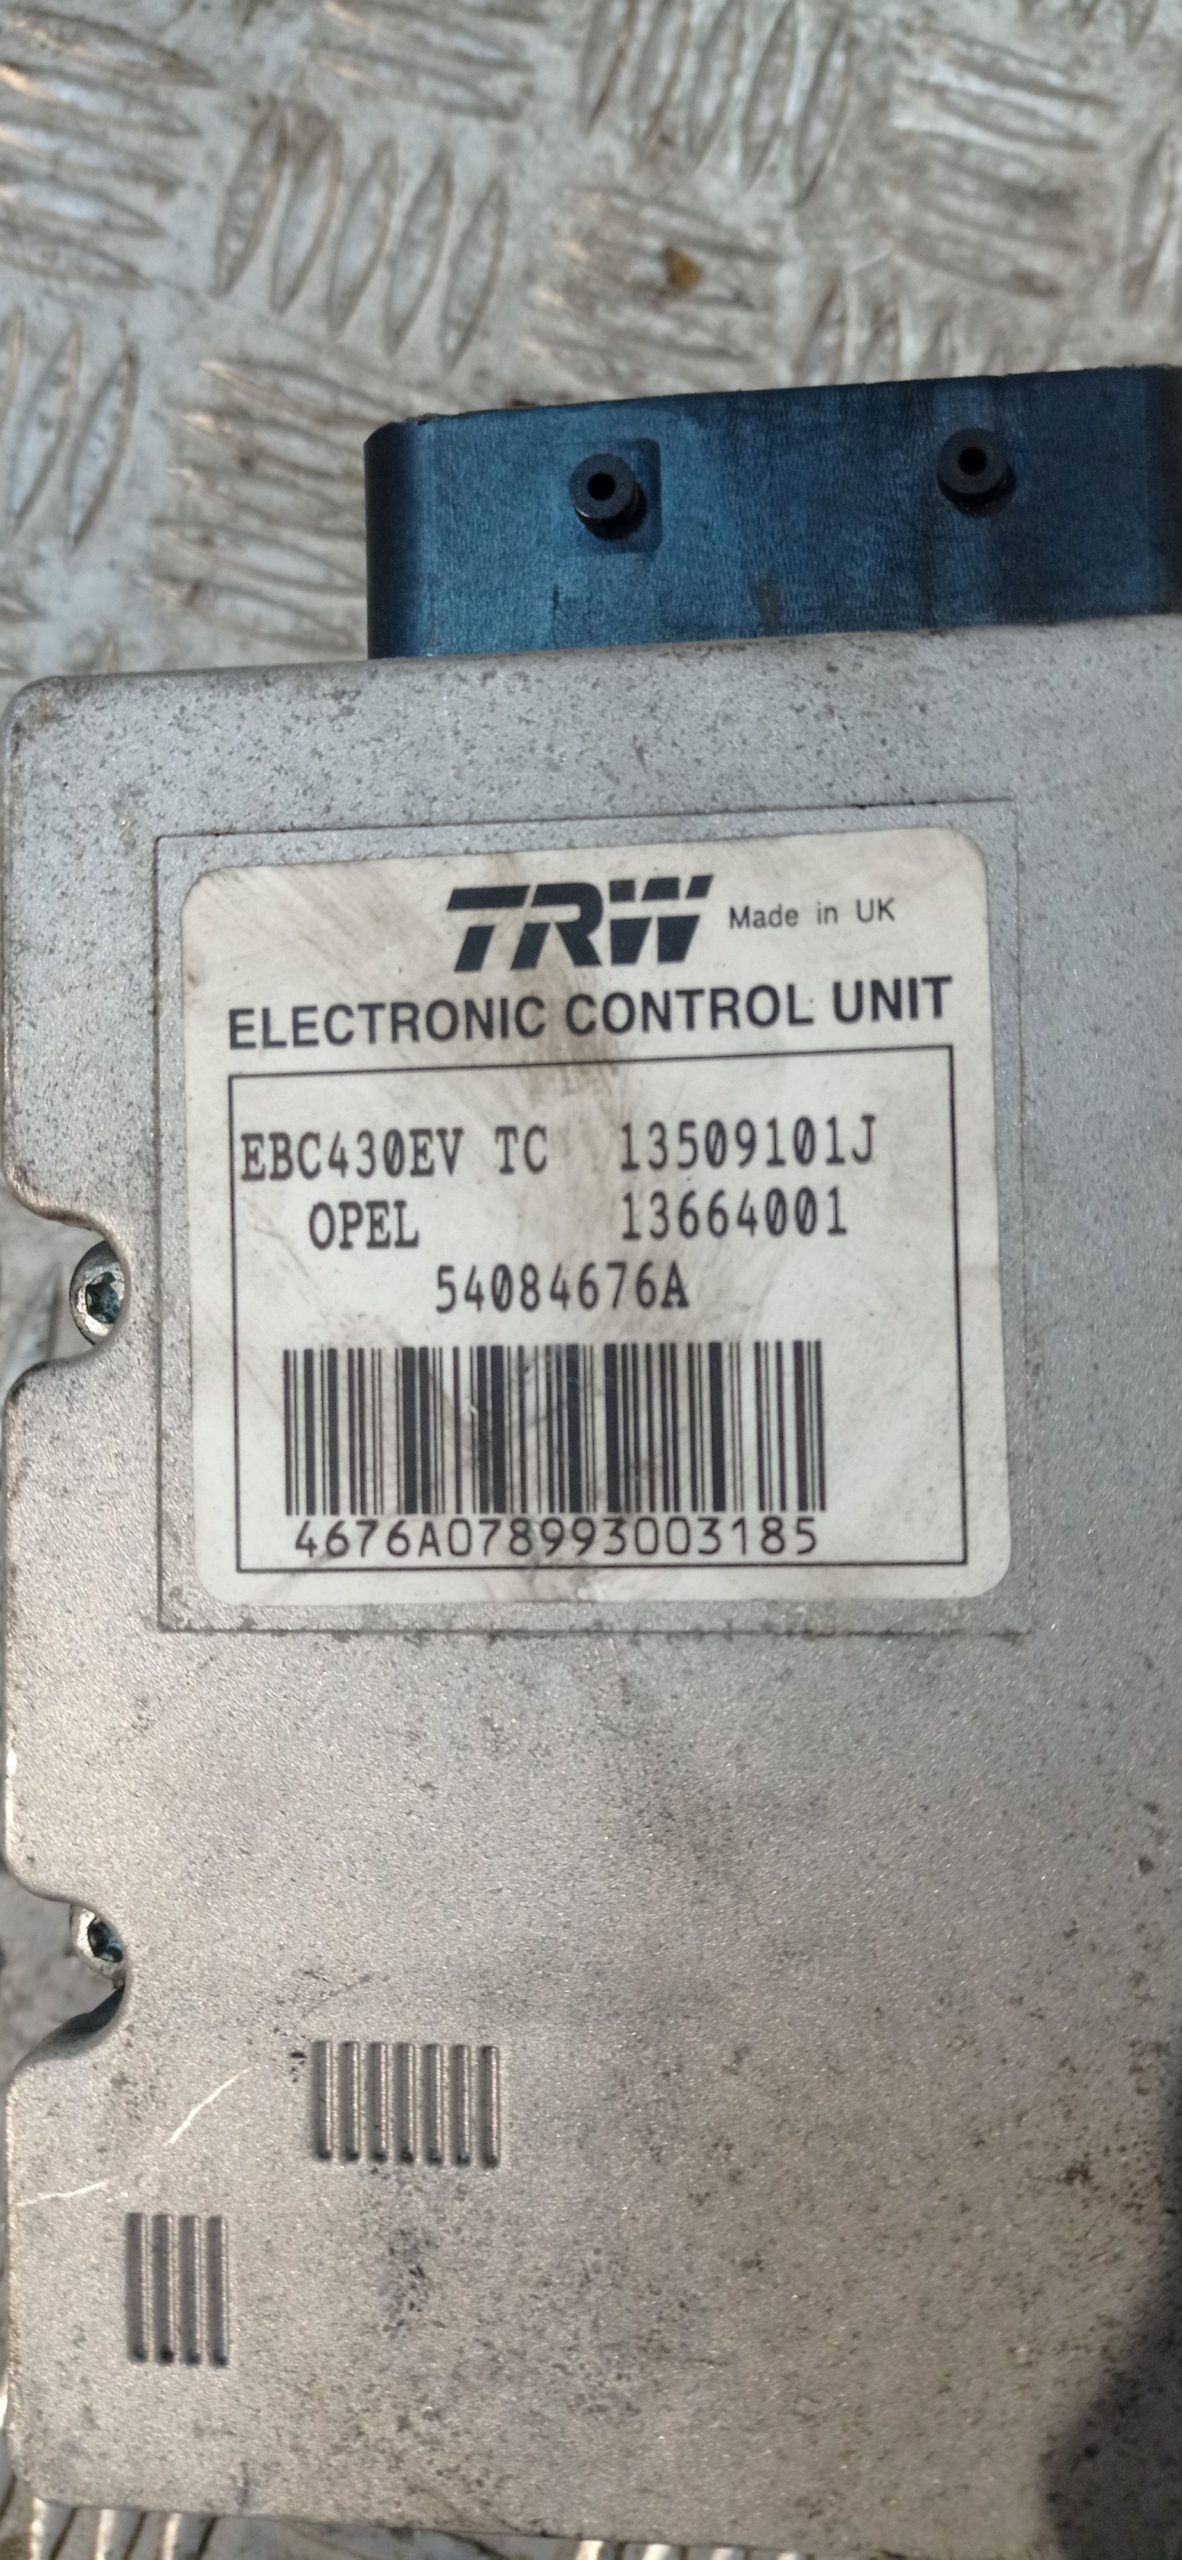 TRW Made in UK
ELECTRONIC CONTROL UNIT
EBC430EV TC 13509101J
OPEL 13664001
54084676A
4676A078993003185